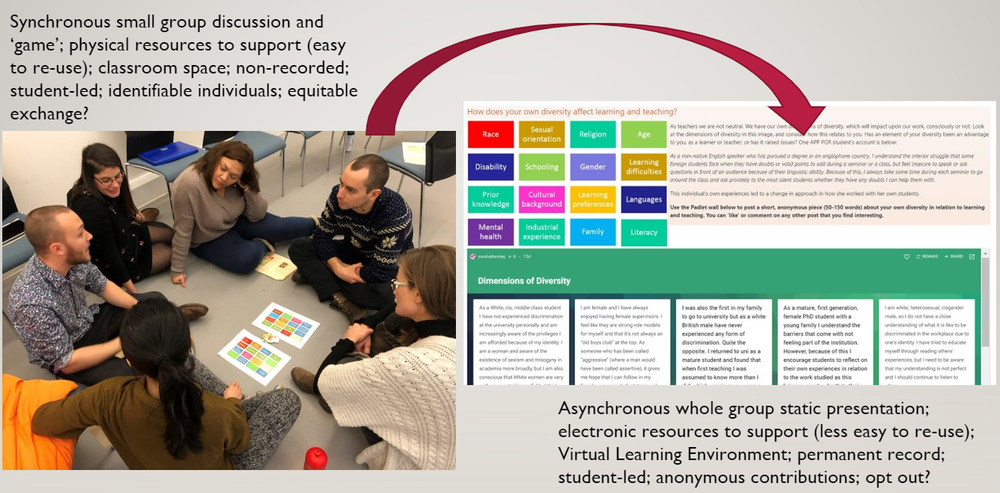 Synchronous small group discussion and
‘game’; physical resources to support (easy
to re-use); classroom space; non-recorded;
student-led; identifiable individuals; equitable
exchange?
How does your own diversity affect learning and teaching?
Race
Sexual
orientation
Religion
Age
Disability
Schooling
Gender
Learning
difficulties
Prior
knowledge
Cultural
background
Learning
preferences
Languages
Mental
health
Industrial
experience
Family
Literacy
As teachers we are not neutral. We have our own of diversity, which will impact upon our work, consciously or not. Look
at the dimensions of diversity in this image, and consider how this relates to you. Has an element of your diversity been an advantage
to you, as a learner or teacher; or has it raised issues? One APP PGR student's account is below:
As a non-native English speaker who has pursued a degree in an anglophone country, I understand the interior struggle that some
foreign students face when they have doubts or valid points to add during a seminar or a class, but feel insecure to speak or ask
questions in front of an audience because of their linguistic ability. Because of this, I always take some time during each seminar to go
around the class and ask privately to the most silent students whether they have any doubts I can help them with.
This individual's own experiences led to a change in approach in how she worked with her own students.
Use the Padlet wall below to post a short, anonymous piece (50-150 words) about your own diversity in relation to learning
and teaching. You can 'like' or comment on any other post that you find interesting.
6 15d
REMAKE
SHARE
Dimensions of Diversity
As a White, cis, middle-class student
I have not experienced discrimination
at the university personally and am
increasingly aware of the privileges I
am afforded because of my identity. I
am a woman and aware of the
existence of sexism and misogyny in
academia more broadly, but I am also
conscious that White women are very
I am female and I have always
enjoyed having female supervisors. I
feel like they are strong role models
for myself and that it's not always an
"old boys club" at the top. As
someone who has been called
"aggressive" (where a man would
have been called assertive), it gives
me hope that I can follow in my
I was also the first in my family
to go to university but as a white
British male have never
experienced any form of
discrimination. Quite the
opposite. I returned to uni as a
mature student and found that
when first teaching I was
assumed to know more than I
As a mature, first generation,
female PhD student with a
young family I understand the
barriers that come with not
feeling part of the institution.
However, because of this I
encourage students to reflect on
their own experiences in relation
to the work studied as this
I am white, heterosexual, cisgender
male, so I do not have a close
understanding of what it is like to be
discriminated in the workplace due to
one's identity. I have tried to educate
myself through reading others'
experiences, but I need to be aware
that my understanding is not perfect
and I should continue to listen to
Asynchronous whole group static presentation;
electronic resources to support (less easy to re-use);
Virtual Learning Environment; permanent record;
student-led; anonymous contributions; opt out?